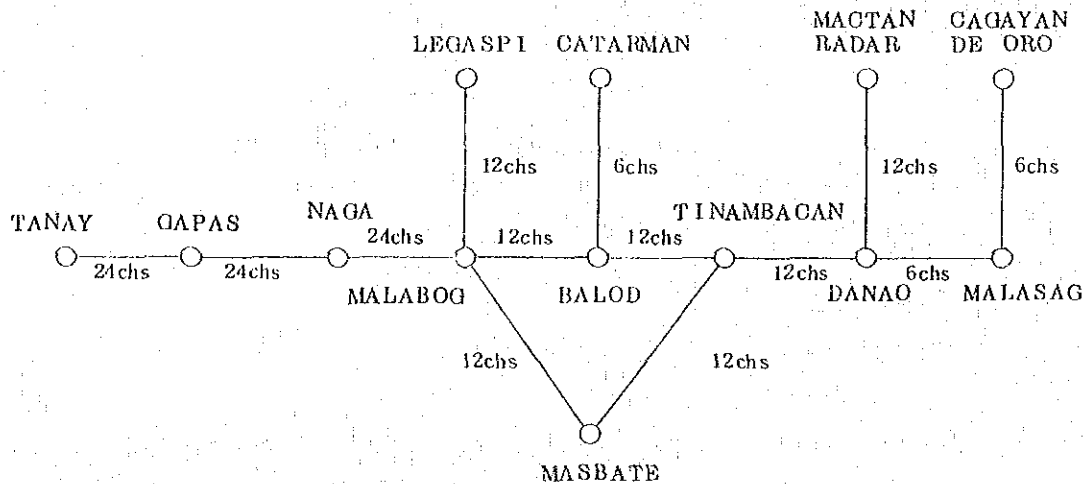 LEGASPI
CATARMAN
MACTAN
RADAR
CAGAYAN
DE ORO
12chs
6chs
12chs
6chs
TANAY
GAPAS
NAGA
TINAMBACAN
24chs
24chs
24chs
12chs
12chs
12chs
6chs
MALABOG
BALOD
DANAO
MALASAG
12chs
12chs
MASBATE